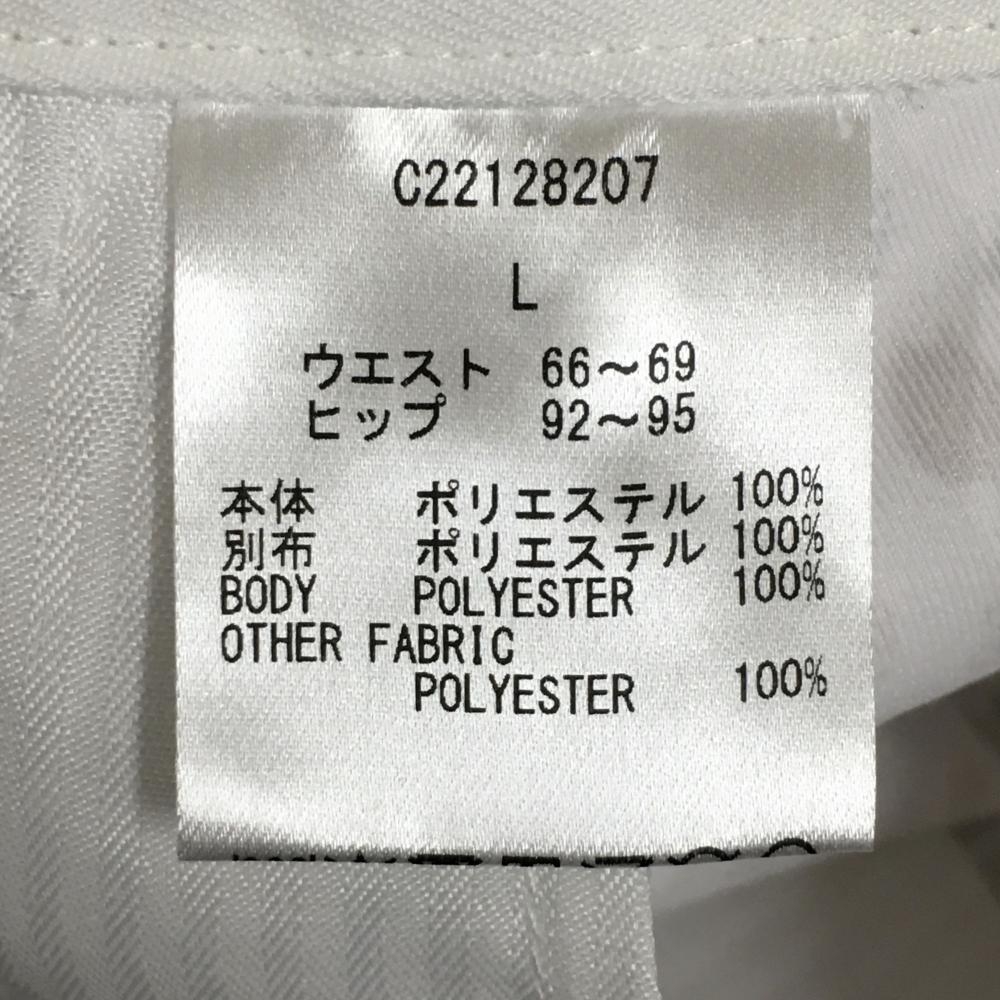 C22128207
L
ウエスト 66～69
ヒップ 92～95
本体 ポリエステル 100%
別布 ポリエステル 100%
BODY POLYESTER 100%
OTHER FABRIC
POLYESTER 100%